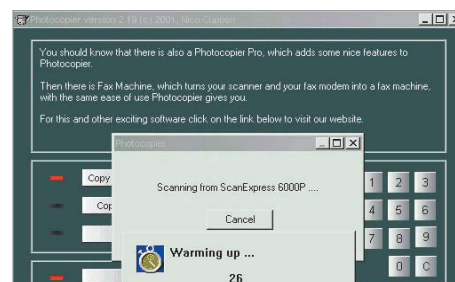 Photocopier version 2.19 (c) 2001, Nico Cuppen
You should know that there is also a Photocopier Pro, which adds some nice features to
Photocopier.
Then there is Fax Machine, which turns your scanner and your fax modem into a fax machine,
with the same ease of use Photocopier gives you.
For this and other exciting software click on the link below to visit our website.
Photocopier
Copy
Scanning from ScanExpress 6000P ....
1 2 3
Cop
Cancel
4 5 6
7 8 9
Warming up ...
0 C
26